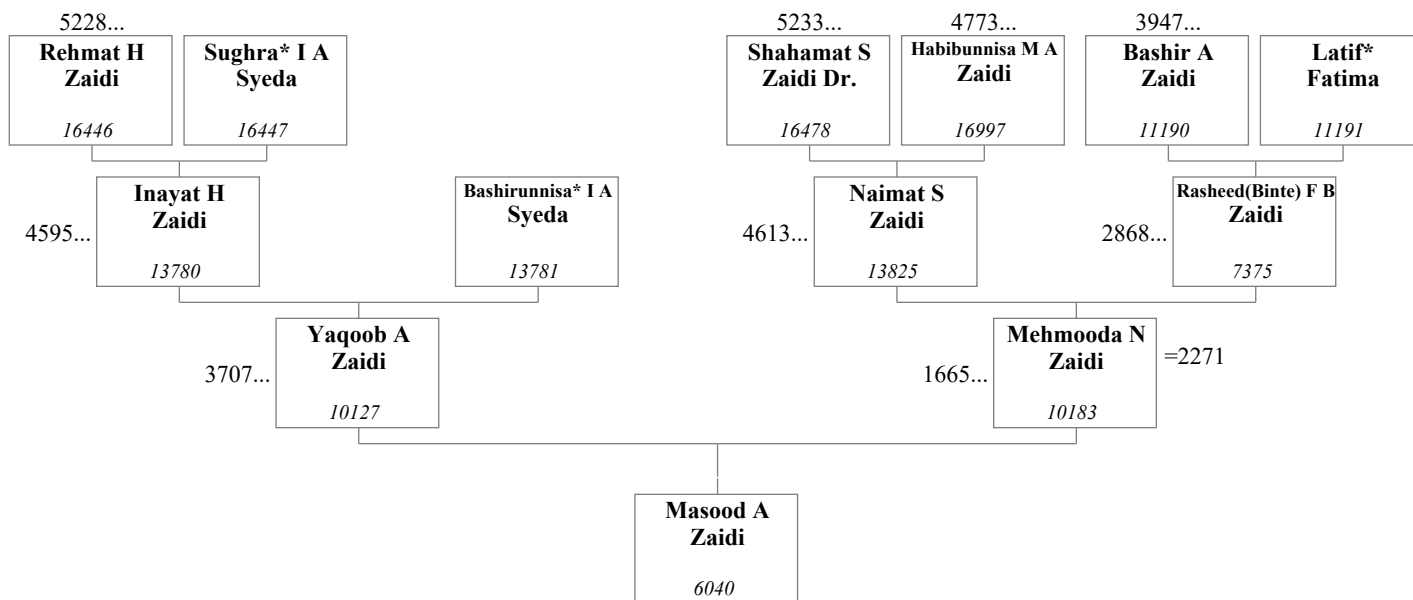 5228...
5233...
4773...
3947...
Rehmat H
Zaidi
16446
Sughra* I A
Syeda
16447
Shahamat S
Zaidi Dr.
16478
Habibunnisa M A
Zaidi
16997
Bashir A
Zaidi
11190
Latif*
Fatima
11191
4595...
Inayat H
Zaidi
13780
Bashirunnisa* I A
Syeda
13781
4613...
Naimat S
Zaidi
13825
2868...
Rasheed(Binte) F B
Zaidi
7375
3707...
Yaqoob A
Zaidi
10127
1665...
Mehmooda N
Zaidi
10183
=2271
Masood A
Zaidi
6040